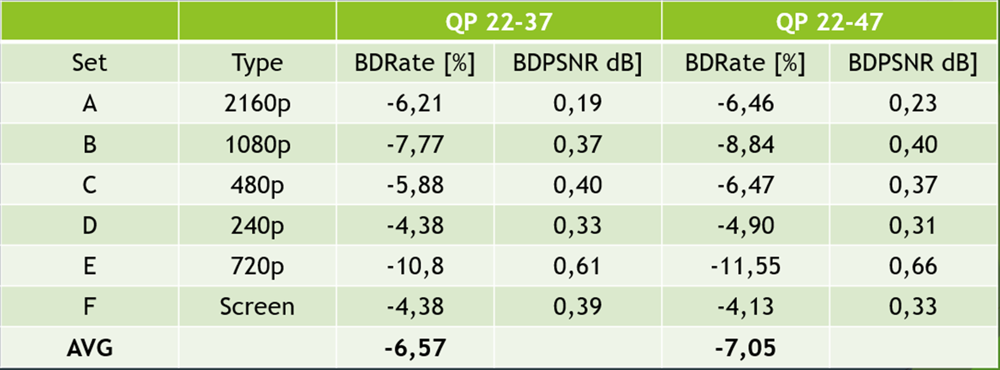 QP 22-37 QP 22-47
Set Type BDRate [%] BDPSNR dB] BDRate [%] BDPSNR dB]
A 2160p -6,21 0,19 -6,46 0,23
B 1080p -7,77 0,37 -8,84 0,40
C 480p -5,88 0,40 -6,47 0,37
D 240p -4,38 0,33 -4,90 0,31
E 720p -10,8 0,61 -11,55 0,66
F Screen -4,38 0,39 -4,13 0,33
AVG -6,57 -7,05